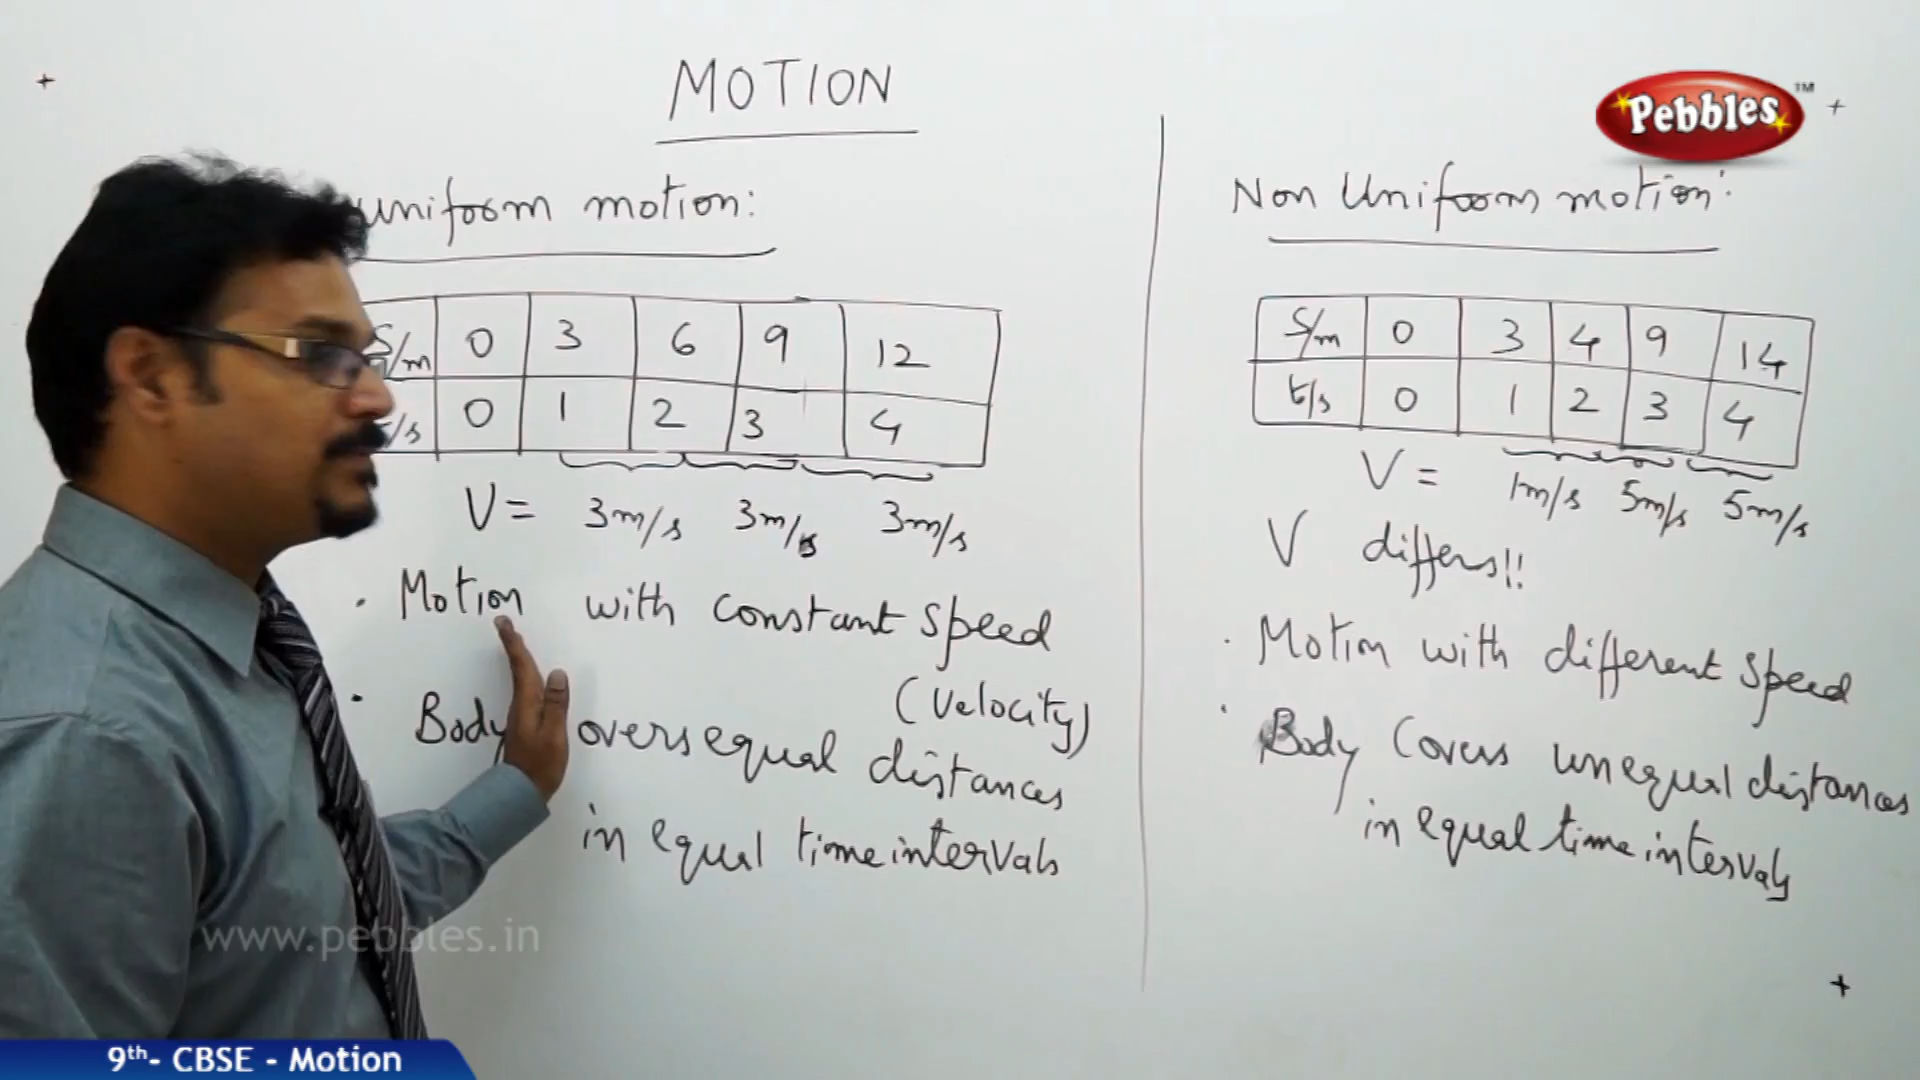 MOTION
Pebbles™
uniform motion:
S/m 0 3 6 9 12
t/s 0 1 2 3 4
V = 3m/s 3m/s 3m/s
. Motion with constant speed
(velocity)
. Body overs equal distances
in equal time intervals
Non Uniform motion:
S/m 0 3 4 9 14
t/s 0 1 2 3 4
V = 1m/s 5m/s 5m/s
V differs!!
. Motion with different speed
. Body Covers unequal distances
in equal time intervals
www.pebbles.in
9th- CBSE - Motion